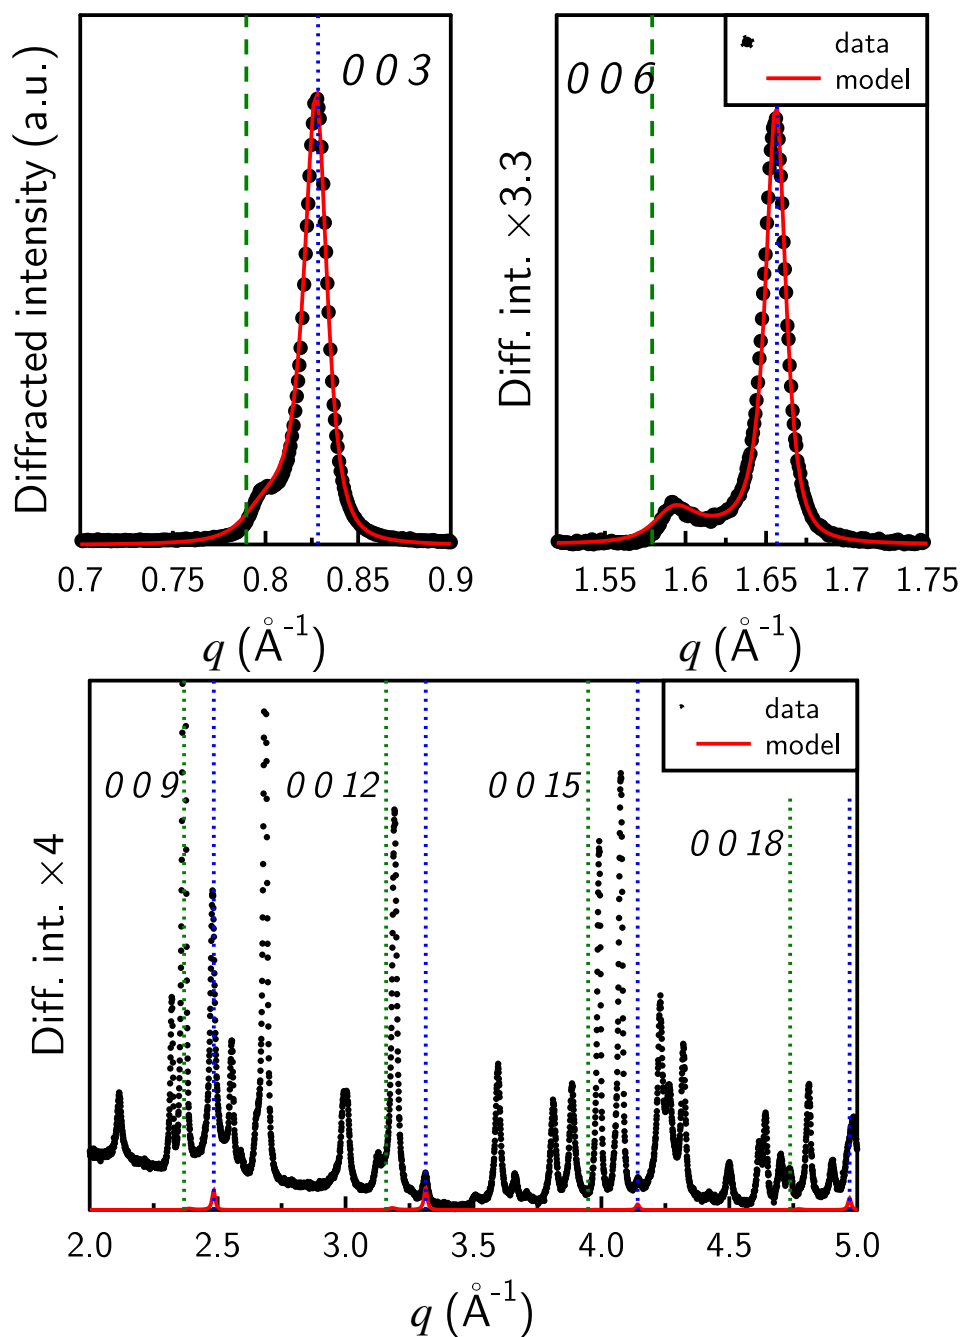 Diffracted intensity (a.u.)
0 0 3
0.7 0.75 0.8 0.85 0.9
q (Å⁻¹)
Diff. int. ×3.3
0 0 6
data
model
1.55 1.6 1.65 1.7 1.75
q (Å⁻¹)
Diff. int. ×4
data
model
0 0 9 0 0 12 0 0 15
0 0 18
2.0 2.5 3.0 3.5 4.0 4.5 5.0
q (Å⁻¹)